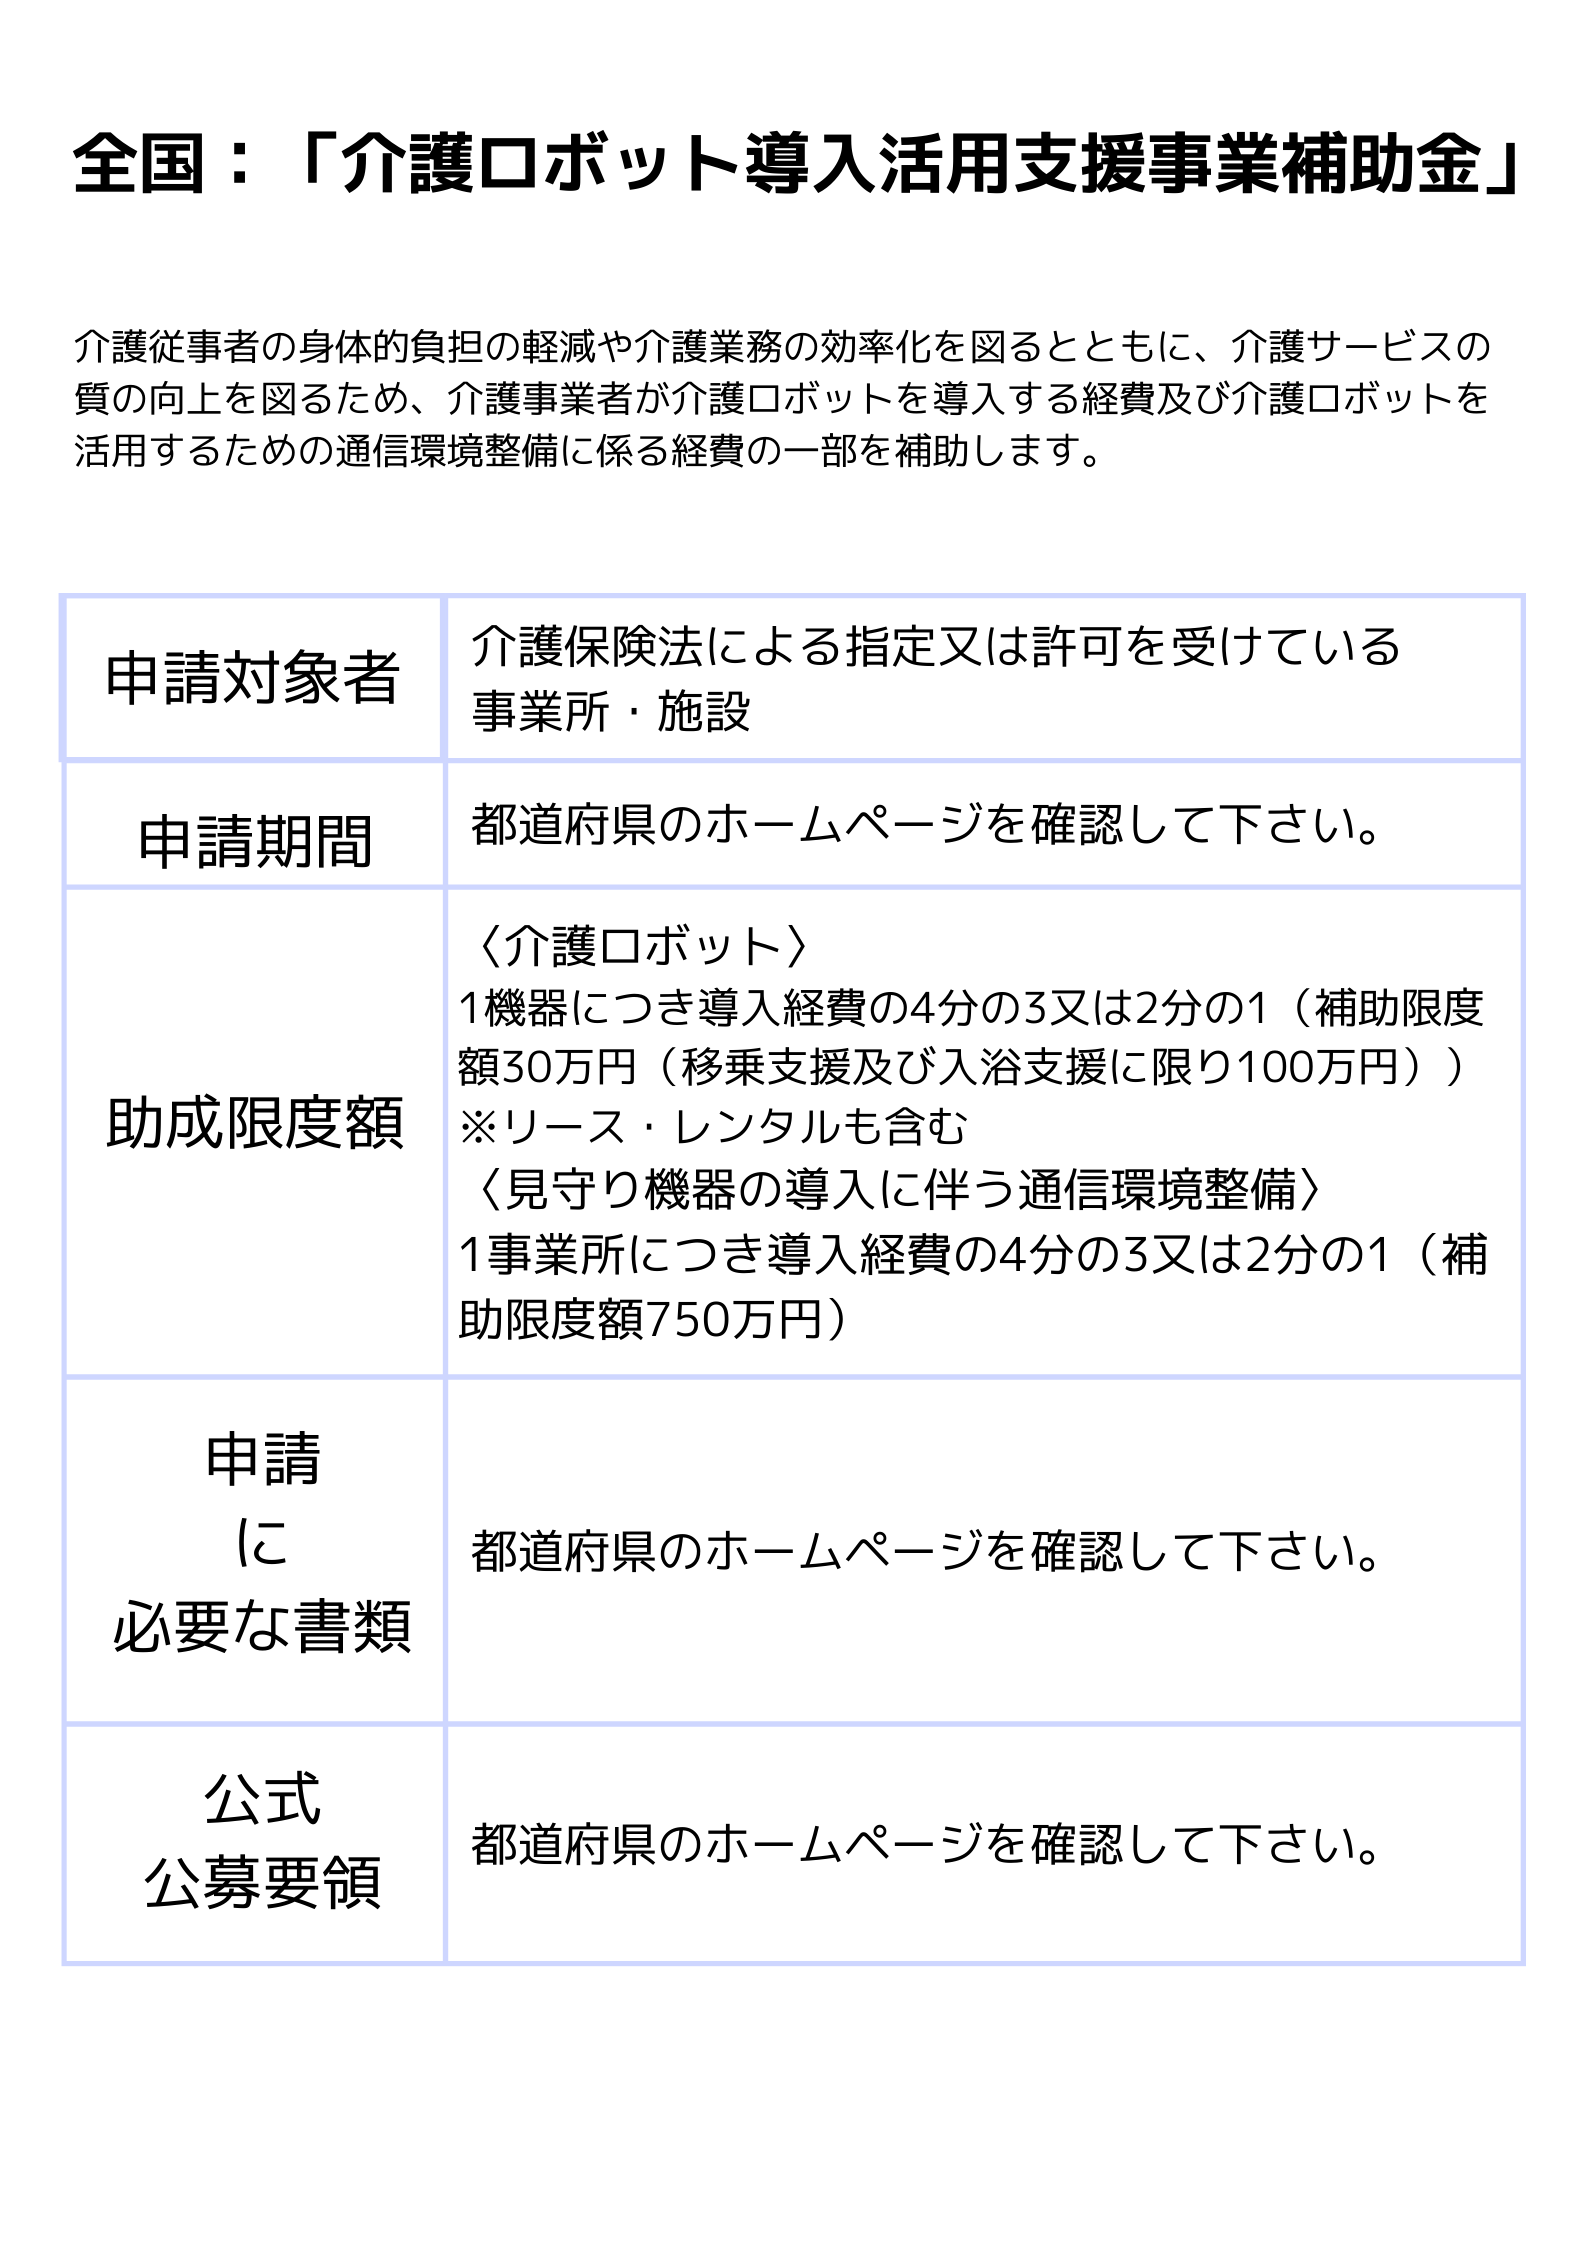 全国：「介護ロボット導入活用支援事業補助金」
介護従事者の身体的負担の軽減や介護業務の効率化を図るとともに、介護サービスの
質の向上を図るため、介護事業者が介護ロボットを導入する経費及び介護ロボットを
活用するための通信環境整備に係る経費の一部を補助します。
申請対象者
介護保険法による指定又は許可を受けている
事業所・施設
申請期間
都道府県のホームページを確認して下さい。
助成限度額
〈介護ロボット〉
1機器につき導入経費の4分の3又は2分の1（補助限度
額30万円（移乗支援及び入浴支援に限り100万円））
※リース・レンタルも含む
〈見守り機器の導入に伴う通信環境整備〉
1事業所につき導入経費の4分の3又は2分の1（補
助限度額750万円）
申請
に
必要な書類
都道府県のホームページを確認して下さい。
公式
公募要領
都道府県のホームページを確認して下さい。